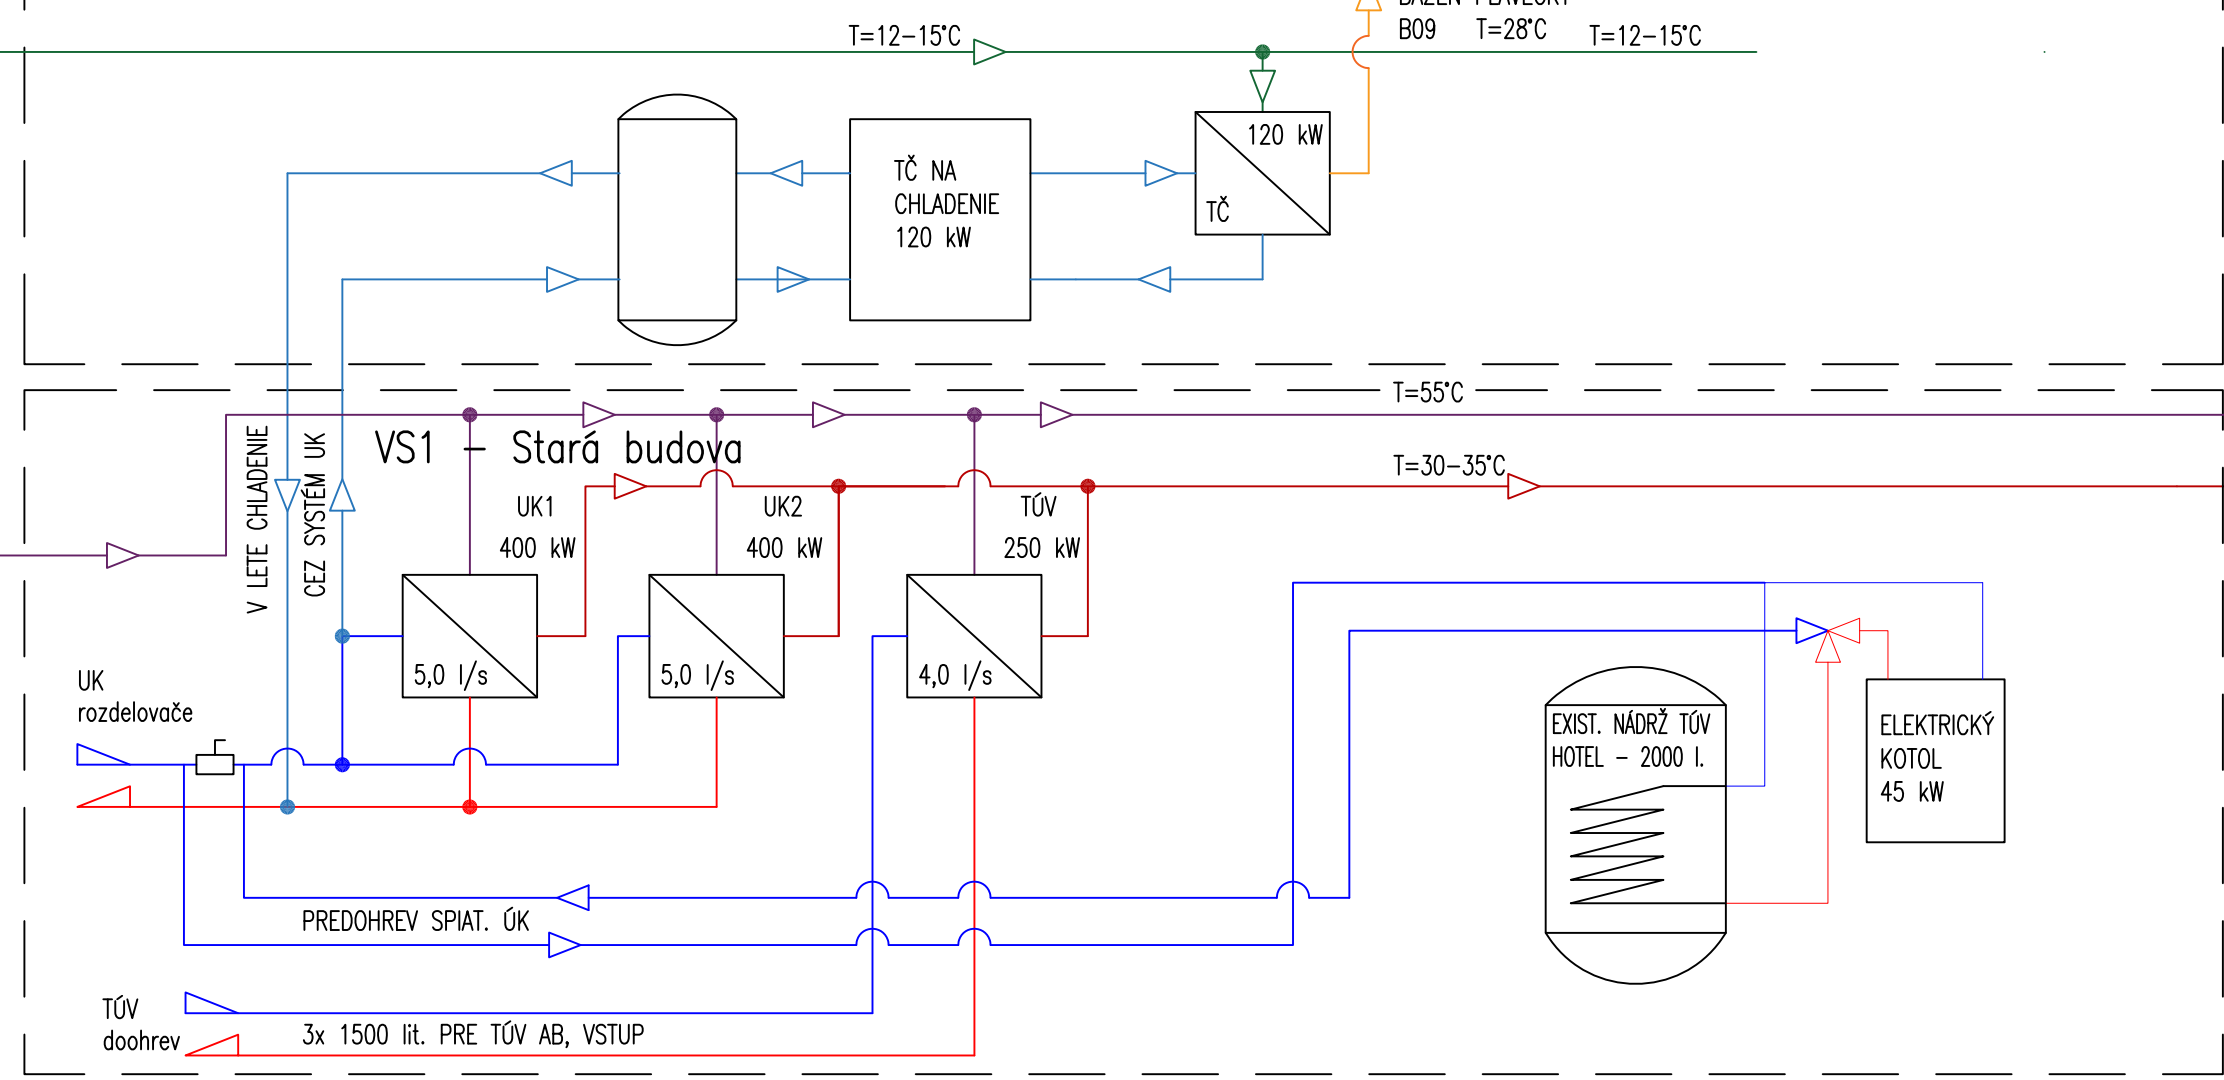 BAZÉN PLAVECKÝ
T=12-15°C
B09 T=28°C
T=12-15°C
120 kW
TČ
TČ NA
CHLADENIE
120 kW
T=55°C
VS1 - Stará budova
T=30-35°C
V LETE CHLADENIE
CEZ SYSTÉM UK
UK1
400 kW
UK2
400 kW
TÚV
250 kW
5,0 l/s
5,0 l/s
4,0 l/s
UK
rozdelovače
EXIST. NÁDRŽ TÚV
HOTEL - 2000 l.
ELEKTRICKÝ
KOTOL
45 kW
PREDOHREV SPIAT. ÚK
TÚV
doohrev
3x 1500 lit. PRE TÚV AB, VSTUP